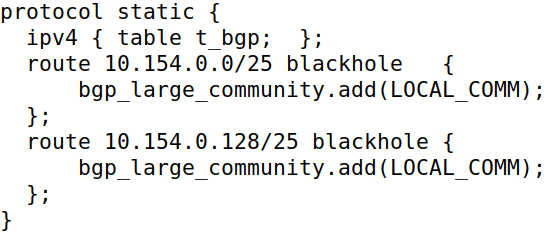 protocol static {
  ipv4 { table t_bgp;  };
  route 10.154.0.0/25 blackhole   {
      bgp_large_community.add(LOCAL_COMM);
  };
  route 10.154.0.128/25 blackhole {
      bgp_large_community.add(LOCAL_COMM);
  };
}